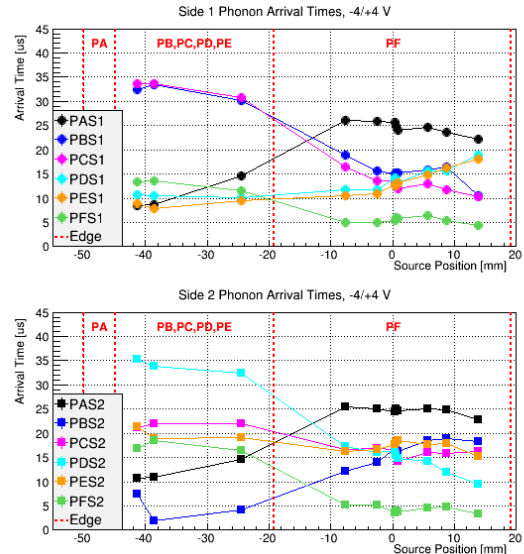 Side 1 Phonon Arrival Times, -4/+4 V
Arrival Time [us]
45
40
35
30
25
20
15
10
5
0
PA
PB,PC,PD,PE
PF
PAS1
PBS1
PCS1
PDS1
PES1
PFS1
Edge
-50
-40
-30
-20
-10
0
10
20
Source Position [mm]
Side 2 Phonon Arrival Times, -4/+4 V
Arrival Time [us]
45
40
35
30
25
20
15
10
5
0
PA
PB,PC,PD,PE
PF
PAS2
PBS2
PCS2
PDS2
PES2
PFS2
Edge
-50
-40
-30
-20
-10
0
10
20
Source Position [mm]